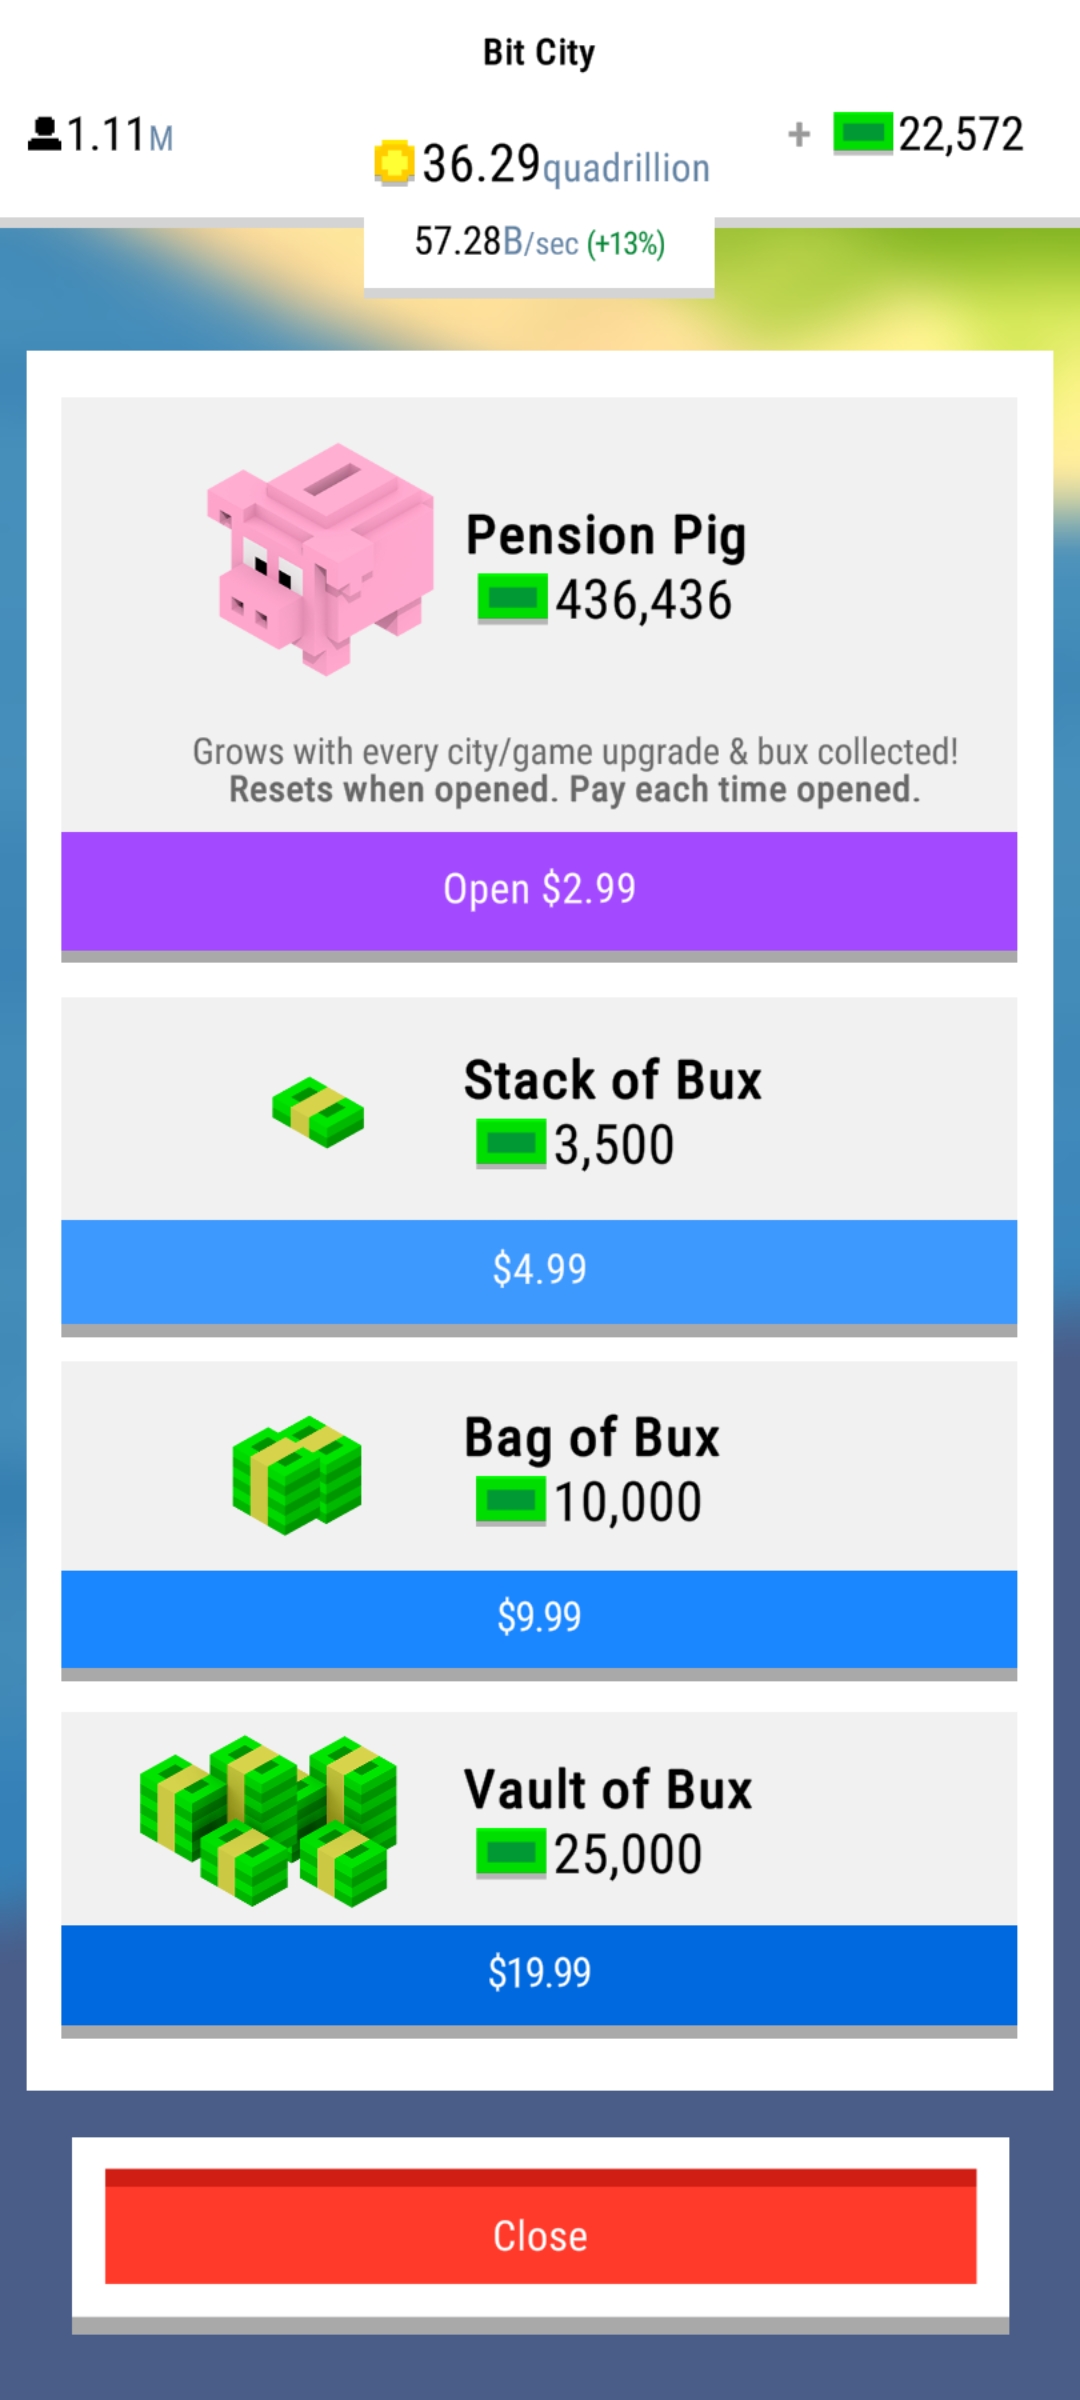 Bit City
1.11M
+ 22,572
36.29quadrillion
57.28B/sec (+13%)
Pension Pig
436,436
Grows with every city/game upgrade & bux collected!
Resets when opened. Pay each time opened.
Open $2.99
Stack of Bux
3,500
$4.99
Bag of Bux
10,000
$9.99
Vault of Bux
25,000
$19.99
Close